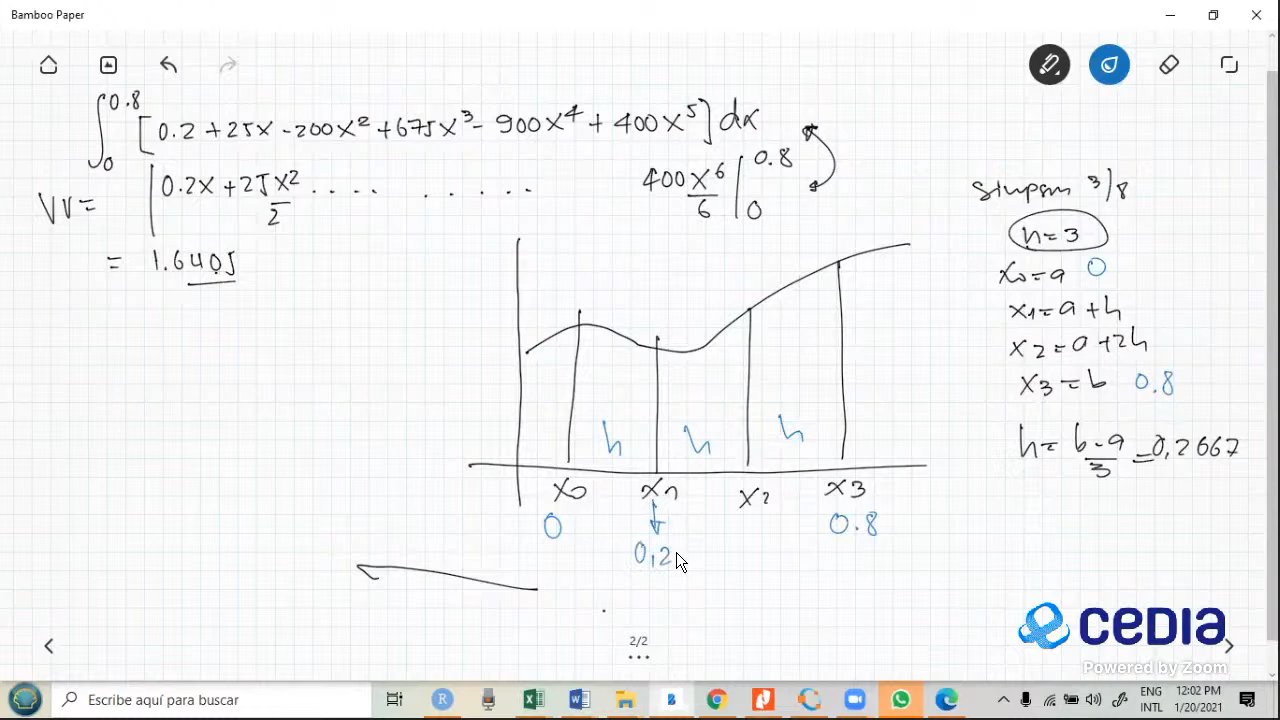 Bamboo Paper
∫₀^0.8 [0.2 + 25x - 200x² + 675x³ - 900x⁴ + 400x⁵] dx
VV = | 0.2x + 25x²/2 .... ..... 400x⁶/6 |₀^0.8
= 1.6405
Simpson 3/8
n = 3
x0 = a 0
x1 = a + h
x2 = a + 2h
x3 = b 0.8
h = b - a / 3 = 0,2667
h h h
x0 x1 x2 x3
0 0.8
0,2
cedia
Powered by Zoom
2/2
Escribe aquí para buscar
ENG
INTL
12:02 PM
1/20/2021